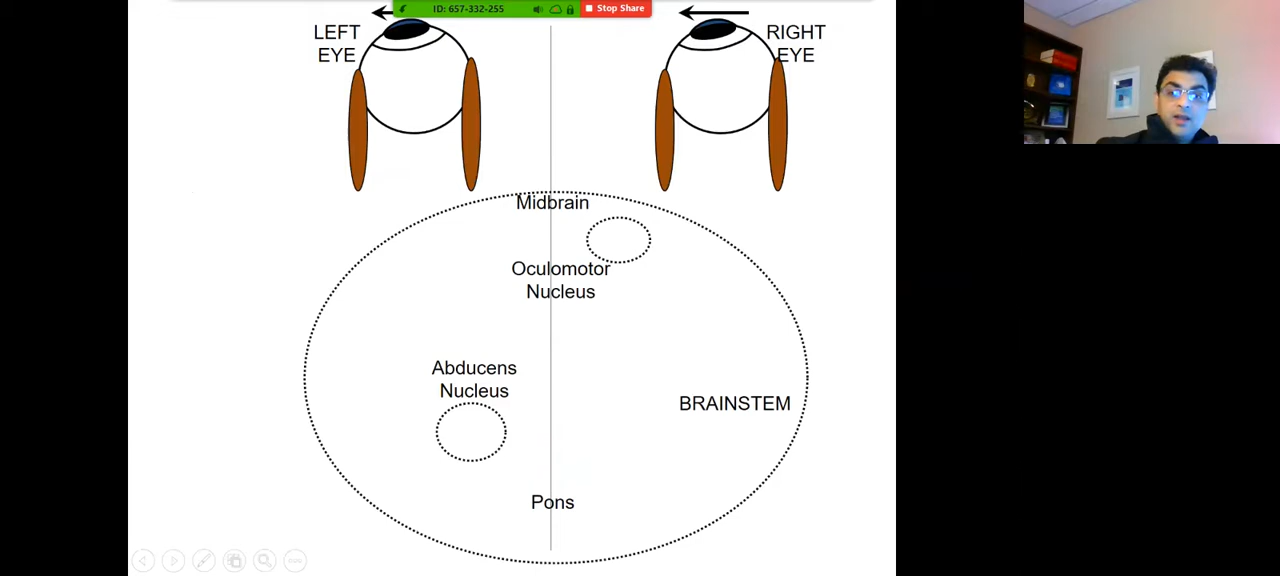 ID: 657-332-255
Stop Share
LEFT
EYE
RIGHT
EYE
Midbrain
Oculomotor
Nucleus
Abducens
Nucleus
BRAINSTEM
Pons